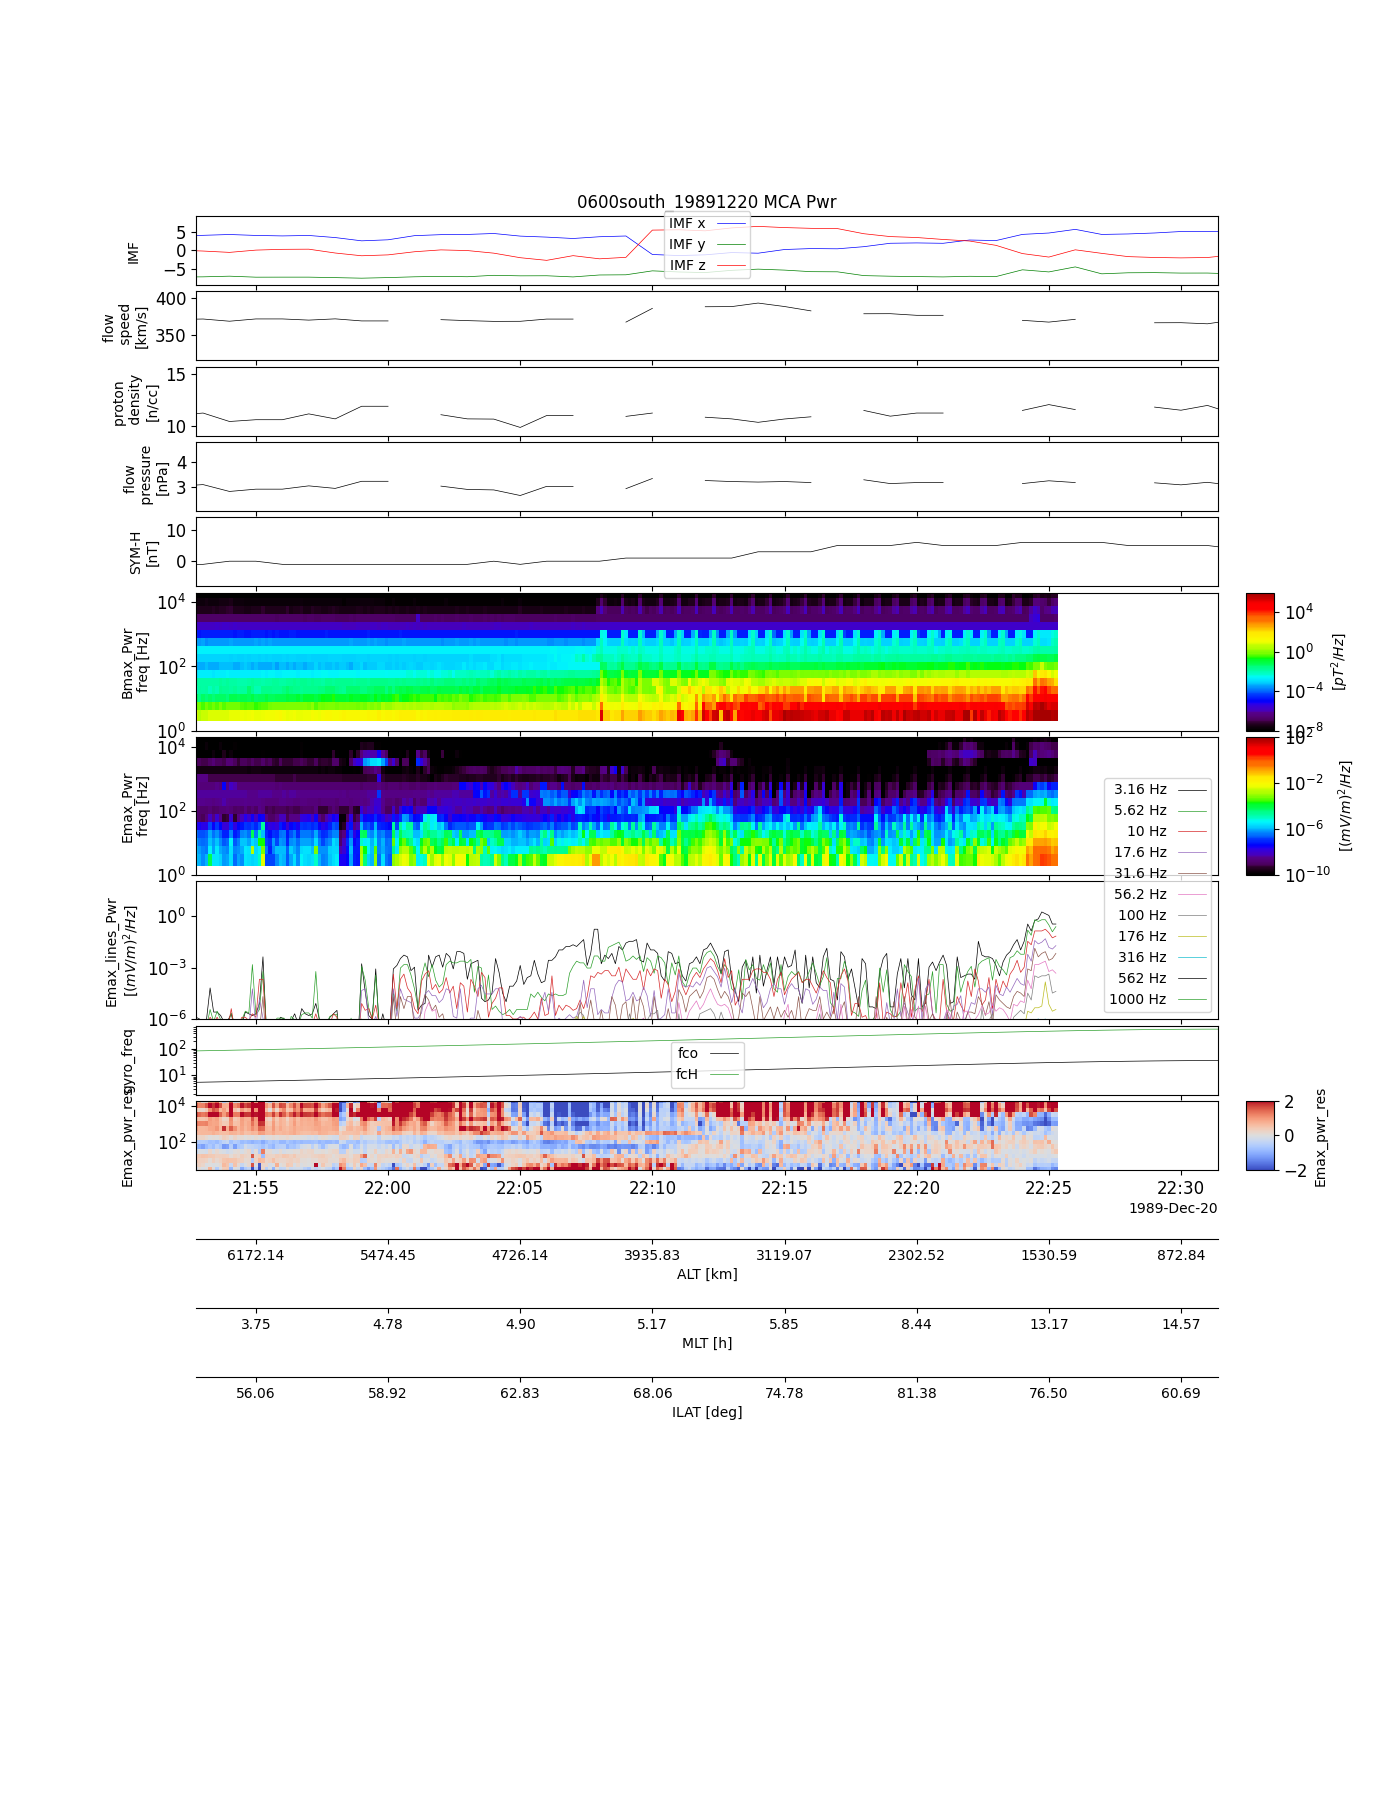 0600south_19891220 MCA Pwr
IMF
5
0
−5
IMF x
IMF y
IMF z
flow
speed
[km/s]
400
350
proton
density
[n/cc]
15
10
flow
pressure
[nPa]
4
3
SYM-H
[nT]
10
0
Bmax_Pwr
freq [Hz]
10^4
10^2
10^0
10^4
10^0
10^−4
10^−8
[pT^2/Hz]
Emax_Pwr
freq [Hz]
10^4
10^2
10^0
10^2
10^−2
10^−6
10^−10
[(mV/m)^2/Hz]
3.16 Hz
5.62 Hz
10 Hz
17.6 Hz
31.6 Hz
56.2 Hz
100 Hz
176 Hz
316 Hz
562 Hz
1000 Hz
Emax_lines_Pwr
[(mV/m)^2/Hz]
10^0
10^−3
10^−6
gyro_freq
10^2
10^1
fco
fcH
Emax_pwr_res
10^4
10^2
2
0
−2
Emax_pwr_res
21:55 22:00 22:05 22:10 22:15 22:20 22:25 22:30
1989-Dec-20
6172.14 5474.45 4726.14 3935.83 3119.07 2302.52 1530.59 872.84
ALT [km]
3.75 4.78 4.90 5.17 5.85 8.44 13.17 14.57
MLT [h]
56.06 58.92 62.83 68.06 74.78 81.38 76.50 60.69
ILAT [deg]